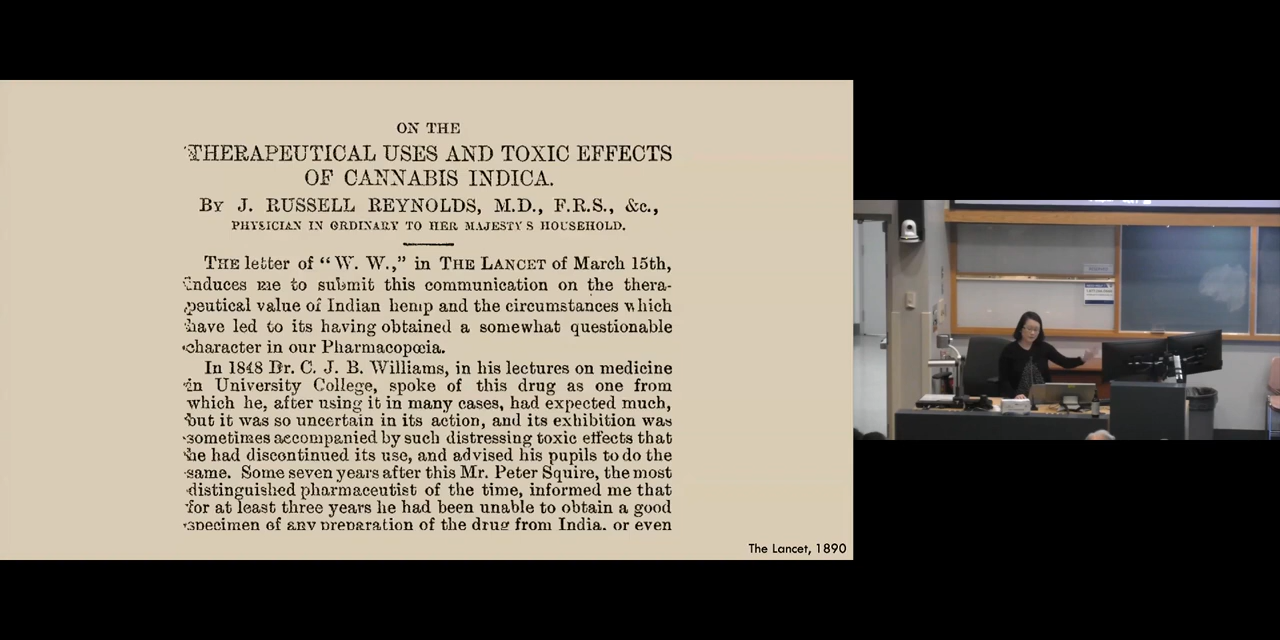 ON THE
THERAPEUTICAL USES AND TOXIC EFFECTS
OF CANNABIS INDICA.
BY J. RUSSELL REYNOLDS, M.D., F.R.S., &c.,
PHYSICIAN IN ORDINARY TO HER MAJESTY'S HOUSEHOLD.
THE letter of “W. W.,” in THE LANCET of March 15th,
induces me to submit this communication on the thera-
peutical value of Indian hemp and the circumstances which
have led to its having obtained a somewhat questionable
character in our Pharmacopœia.
In 1848 Dr. C. J. B. Williams, in his lectures on medicine
in University College, spoke of this drug as one from
which he, after using it in many cases, had expected much,
but it was so uncertain in its action, and its exhibition was
sometimes accompanied by such distressing toxic effects that
he had discontinued its use, and advised his pupils to do the
same. Some seven years after this Mr. Peter Squire, the most
distinguished pharmaceutist of the time, informed me that
for at least three years he had been unable to obtain a good
specimen of any preparation of the drug from India, or even
The Lancet, 1890